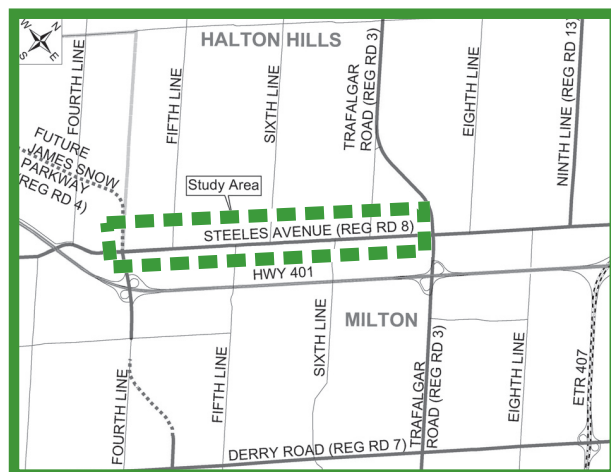 W
N
S
E
HALTON HILLS
FOURTH LINE
FIFTH LINE
SIXTH LINE
TRAFALGAR
ROAD (REG RD 3)
EIGHTH LINE
NINTH LINE (REG RD 13)
FUTURE
JAMES SNOW
PARKWAY
(REG RD 4)
Study Area
STEELES AVENUE (REG RD 8)
HWY 401
MILTON
FOURTH LINE
FIFTH LINE
SIXTH LINE
TRAFALGAR
ROAD (REG RD 3)
EIGHTH LINE
ETR 407
DERRY ROAD (REG RD 7)